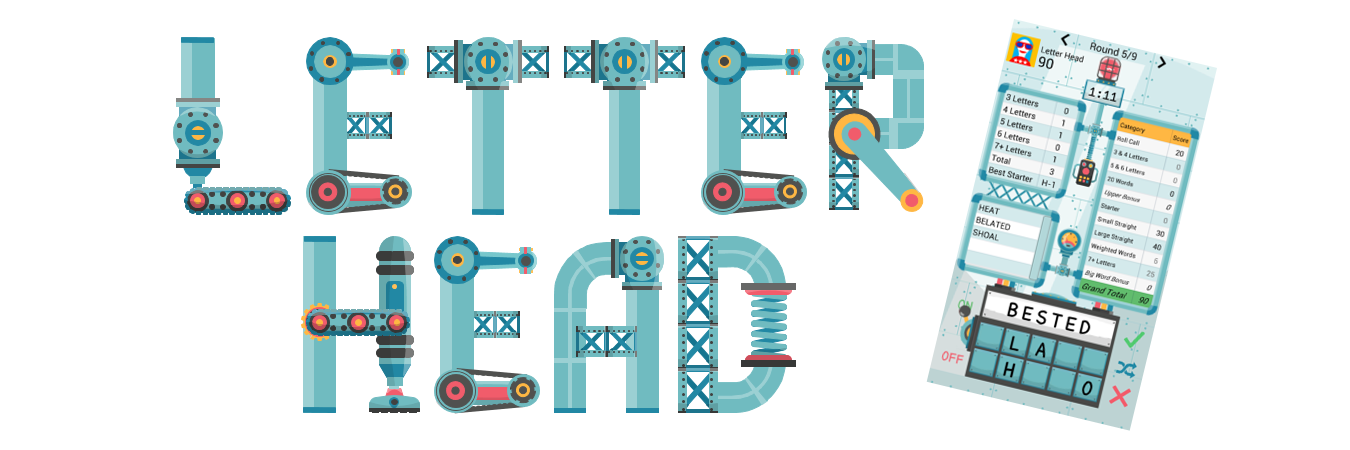 LETTER
HEAD
Round 5/9
Letter Head
90
1:11
3 Letters 0
4 Letters 1
5 Letters 1
6 Letters 0
7+ Letters 1
Total 3
Best Starter H-1
HEAT
BELATED
SHOAL
Category Score
Roll Call 20
3 & 4 Letters 0
5 & 6 Letters 0
20 Words 0
Upper Bonus 0
Starter 0
Small Straight 30
Large Straight 40
Weighted Words 6
7+ Letters 25
Big Word Bonus 0
Grand Total 90
ON
OFF
BESTED
L A
H O